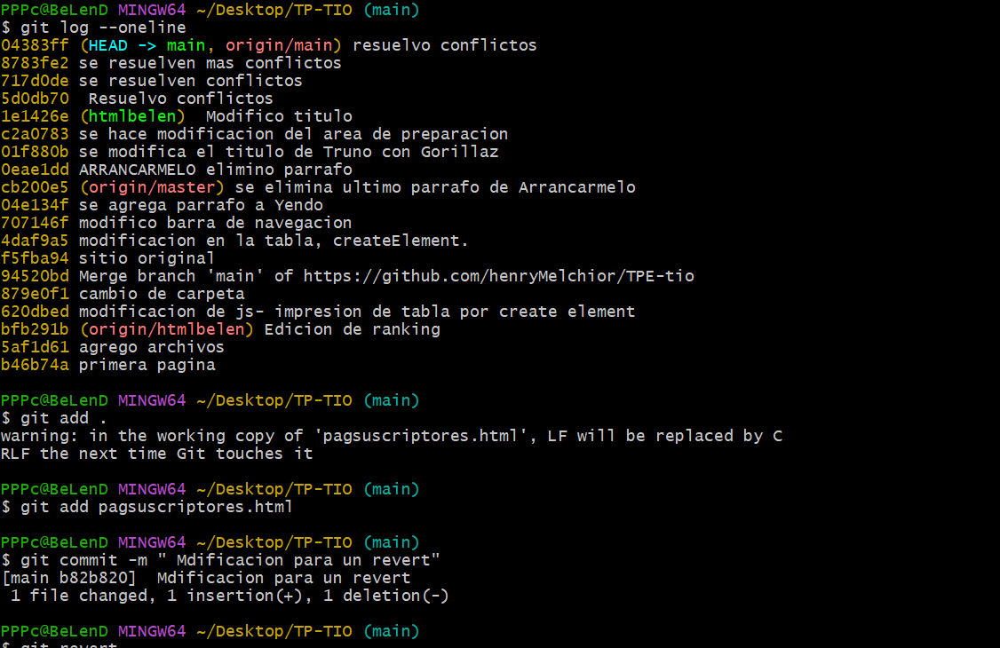 PPPc@BeLenD MINGW64 ~/Desktop/TP-TIO (main)
$ git log --oneline
04383ff (HEAD -> main, origin/main) resuelvo conflictos
8783fe2 se resuelven mas conflictos
717d0de se resuelven conflictos
5d0db70  Resuelvo conflictos
1e1426e (htmlbelen)  Modifico titulo
c2a0783 se hace modificacion del area de preparacion
01f880b se modifica el titulo de Truno con Gorillaz
0eae1dd ARRANCARMELO elimino parrafo
cb200e5 (origin/master) se elimina ultimo parrafo de Arrancarmelo
04e134f se agrega parrafo a Yendo
707146f modifico barra de navegacion
4daf9a5 modificacion en la tabla, createElement.
f5fba94 sitio original
94520bd Merge branch 'main' of https://github.com/henryMelchior/TPE-tio
879e0f1 cambio de carpeta
620dbed modificacion de js- impresion de tabla por create element
bfb291b (origin/htmlbelen) Edicion de ranking
5af1d61 agrego archivos
b46b74a primera pagina
PPPc@BeLenD MINGW64 ~/Desktop/TP-TIO (main)
$ git add .
warning: in the working copy of 'pagsuscriptores.html', LF will be replaced by C
RLF the next time Git touches it
PPPc@BeLenD MINGW64 ~/Desktop/TP-TIO (main)
$ git add pagsuscriptores.html
PPPc@BeLenD MINGW64 ~/Desktop/TP-TIO (main)
$ git commit -m " Mdificacion para un revert"
[main b82b820]  Mdificacion para un revert
 1 file changed, 1 insertion(+), 1 deletion(-)
PPPc@BeLenD MINGW64 ~/Desktop/TP-TIO (main)
$ git revert